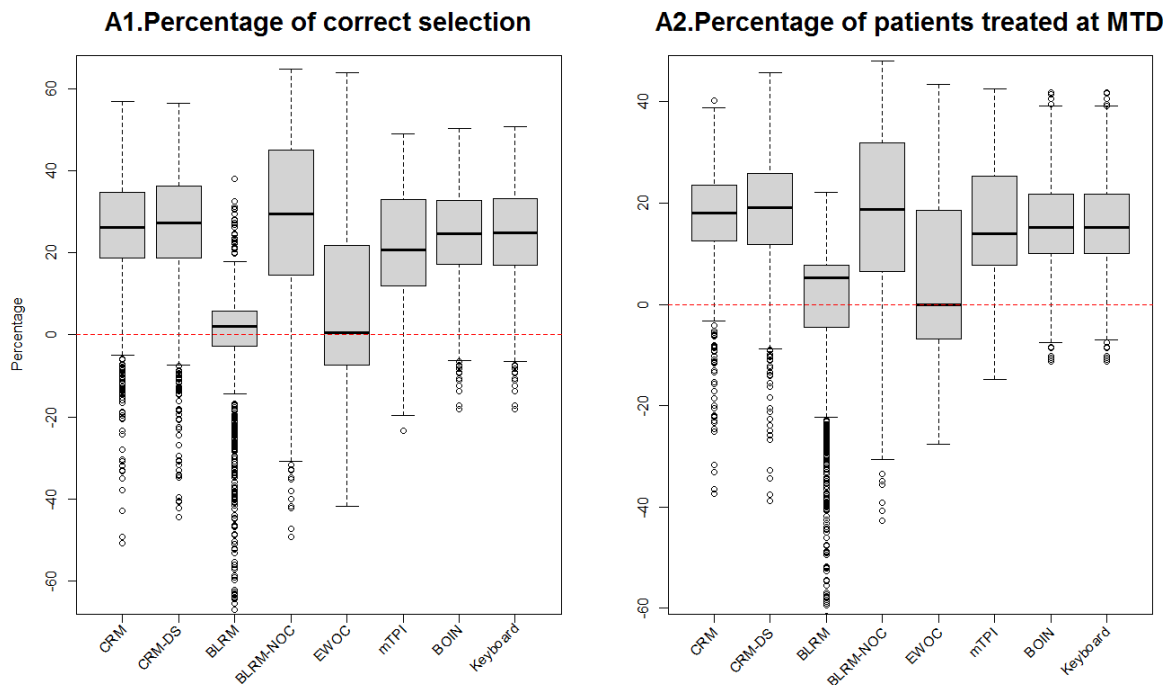 A1.Percentage of correct selection
Percentage
60
40
20
0
-20
-40
-60
CRM
CRM-DS
BLRM
BLRM-NOC
EWOC
mTPI
BOIN
Keyboard
A2.Percentage of patients treated at MTD
40
20
0
-20
-40
-60
CRM
CRM-DS
BLRM
BLRM-NOC
EWOC
mTPI
BOIN
Keyboard